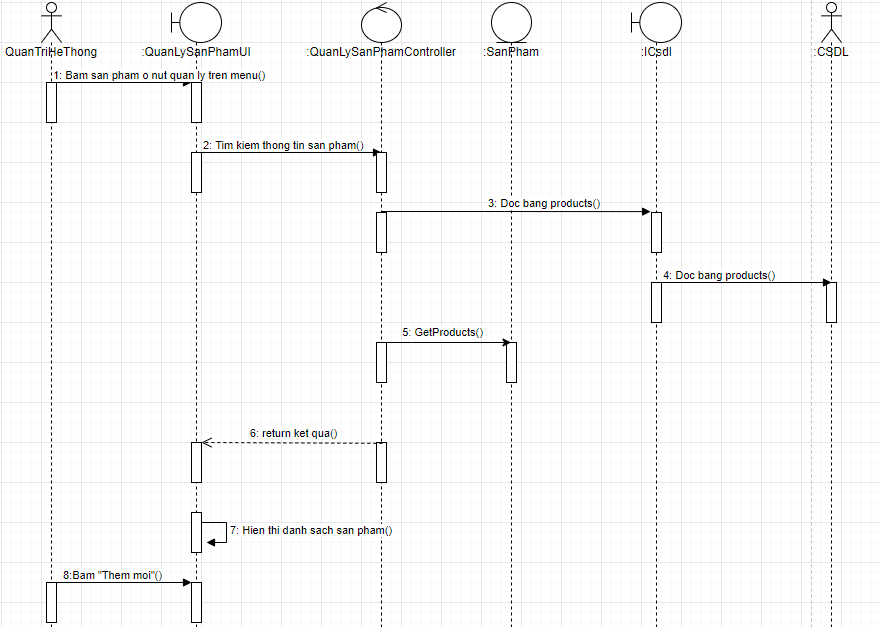 QuanTriHeThong
:QuanLySanPhamUI
:QuanLySanPhamController
:SanPham
:ICsdl
:CSDL
1: Bam san pham o nut quan ly tren menu()
2: Tim kiem thong tin san pham()
3: Doc bang products()
4: Doc bang products()
5: GetProducts()
6: return ket qua()
7: Hien thi danh sach san pham()
8:Bam "Them moi"()